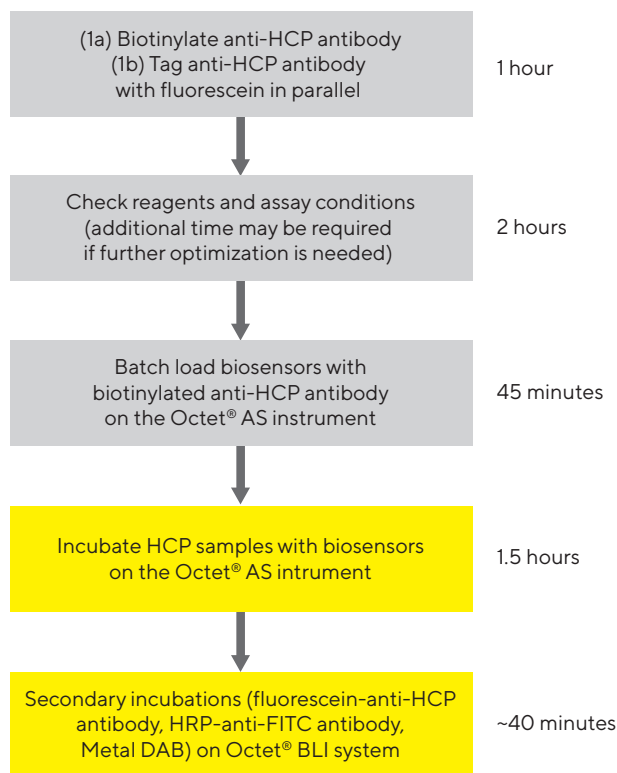 (1a) Biotinylate anti-HCP antibody
(1b) Tag anti-HCP antibody
with fluorescein in parallel
1 hour
Check reagents and assay conditions
(additional time may be required
if further optimization is needed)
2 hours
Batch load biosensors with
biotinylated anti-HCP antibody
on the Octet® AS instrument
45 minutes
Incubate HCP samples with biosensors
on the Octet® AS intrument
1.5 hours
Secondary incubations (fluorescein-anti-HCP
antibody, HRP-anti-FITC antibody,
Metal DAB) on Octet® BLI system
~40 minutes